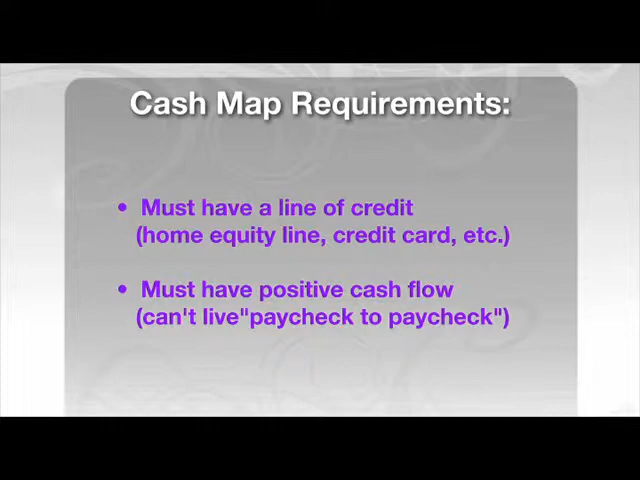 Cash Map Requirements:
• Must have a line of credit
(home equity line, credit card, etc.)
• Must have positive cash flow
(can't live"paycheck to paycheck")